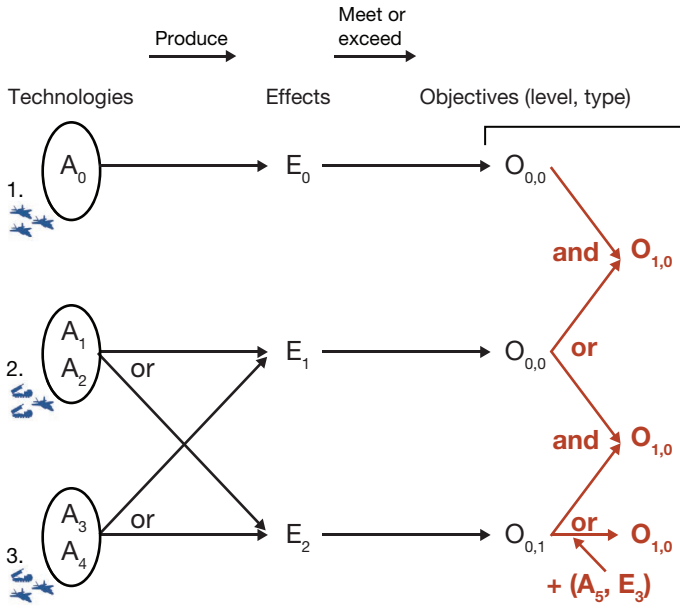 Produce
Meet or
exceed
Technologies
Effects
Objectives (level, type)
1.
A₀
E₀
O₀,₀
and
O₁,₀
2.
A₁
A₂
or
E₁
O₀,₀
or
and
O₁,₀
3.
A₃
A₄
or
E₂
O₀,₁
or
O₁,₀
+ (A₅, E₃)